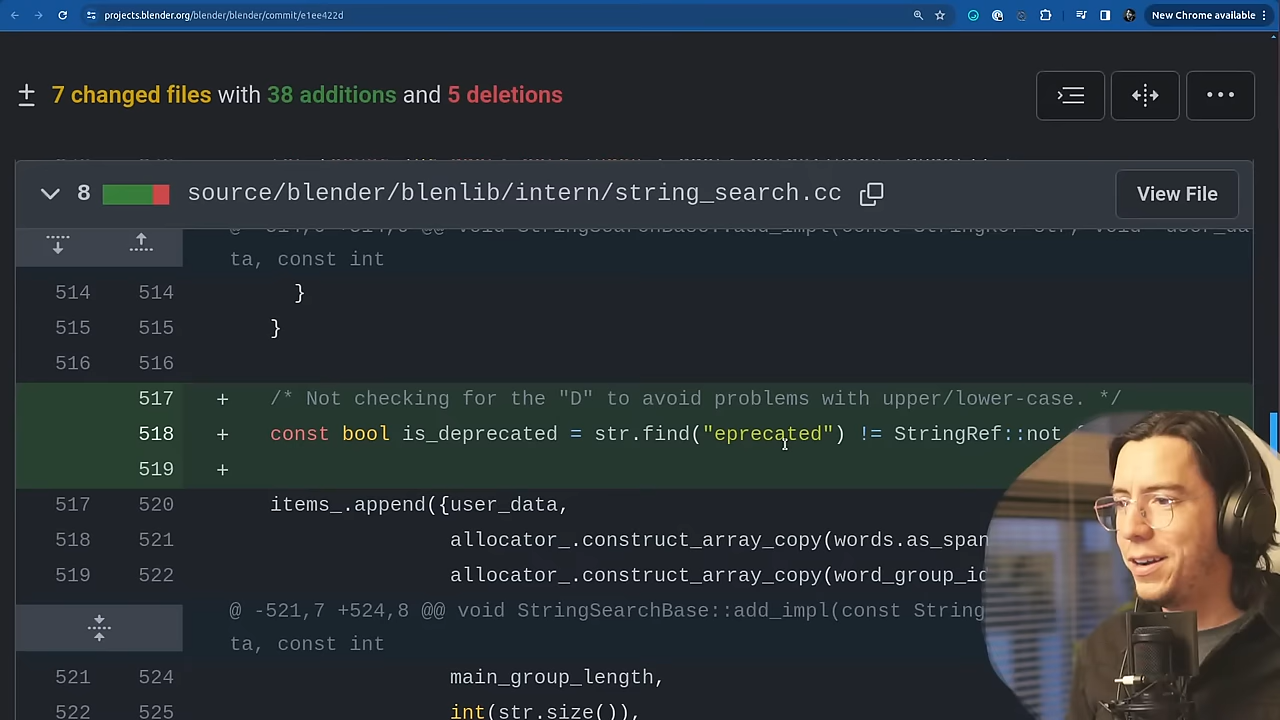 projects.blender.org/blender/blender/commit/e1ee422d
New Chrome available
7 changed files with 38 additions and 5 deletions
8 source/blender/blenlib/intern/string_search.cc View File
ta, const int
514 514 }
515 515 }
516 516
517 + /* Not checking for the "D" to avoid problems with upper/lower-case. */
518 + const bool is_deprecated = str.find("eprecated") != StringRef::not_
519 +
517 520 items_.append({user_data,
518 521 allocator_.construct_array_copy(words.as_span
519 522 allocator_.construct_array_copy(word_group_id
@ -521,7 +524,8 @@ void StringSearchBase::add_impl(const String
ta, const int
521 524 main_group_length,
522 525 int(str.size()),